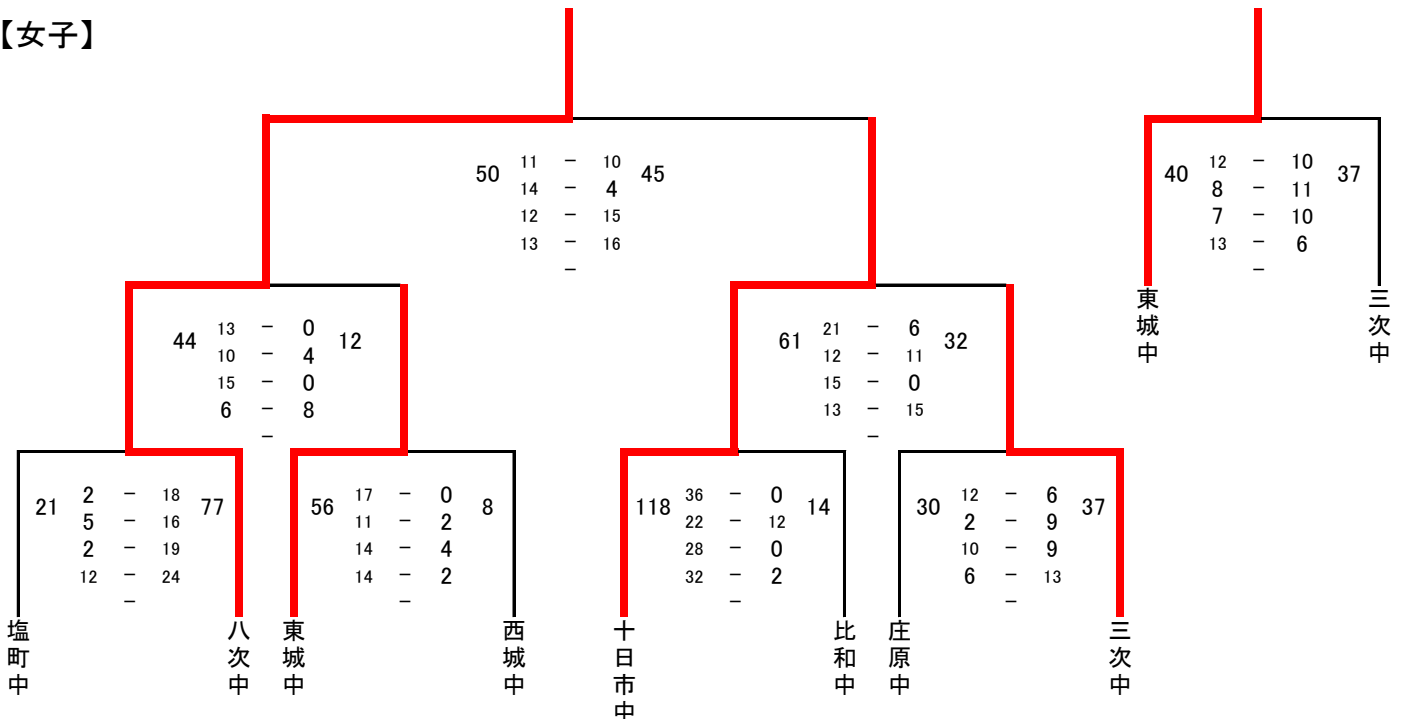 【女子】
50 11 － 10 45
14 － 4
12 － 15
13 － 16
－
40 12 － 10 37
8 － 11
7 － 10
13 － 6
－
東城中
三次中
44 13 － 0 12
10 － 4
15 － 0
6 － 8
－
61 21 － 6 32
12 － 11
15 － 0
13 － 15
－
21 2 － 18 77
5 － 16
2 － 19
12 － 24
－
56 17 － 0 8
11 － 2
14 － 4
14 － 2
－
118 36 － 0 14
22 － 12
28 － 0
32 － 2
－
30 12 － 6 37
2 － 9
10 － 9
6 － 13
－
塩町中
八次中
東城中
西城中
十日市中
比和中
庄原中
三次中